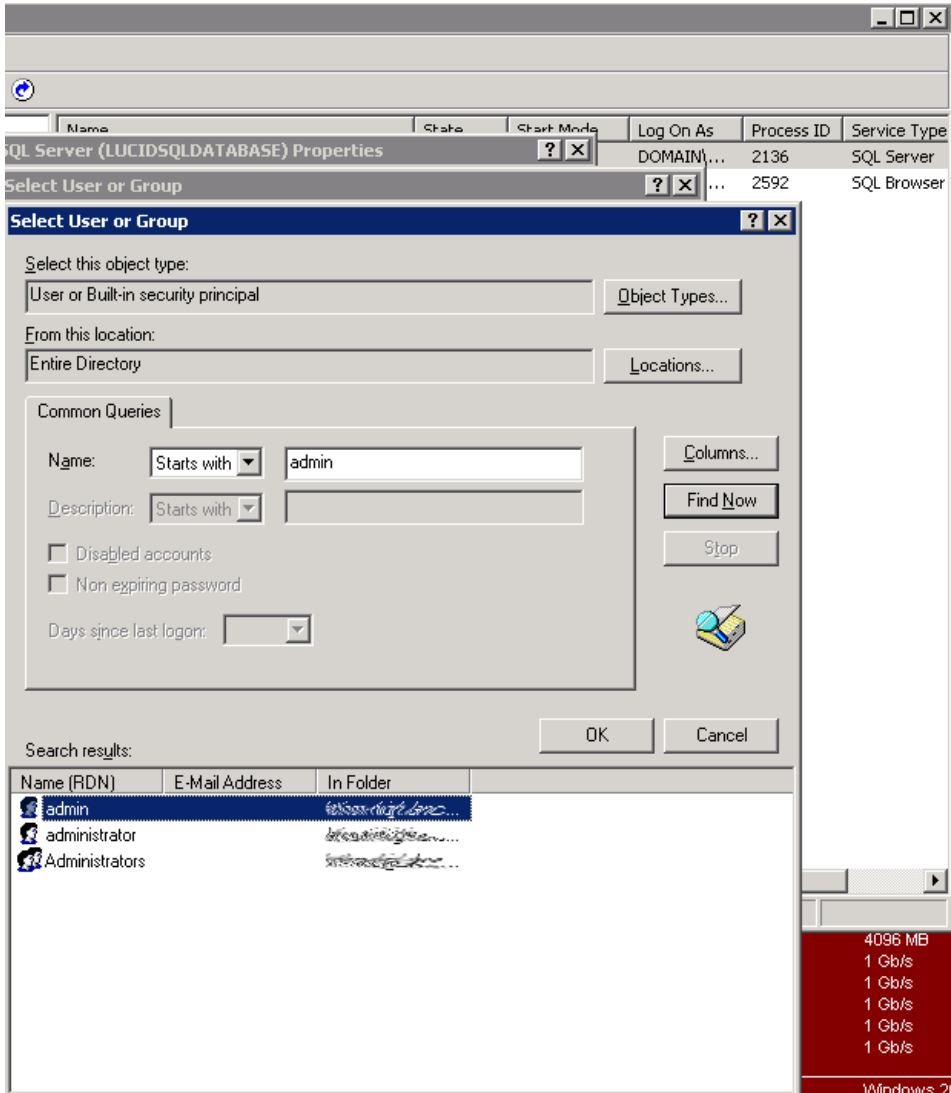 Name State Start Mode Log On As Process ID Service Type
SQL Server (LUCIDSQLDATABASE) Properties
DOMAIN\... 2136 SQL Server
Select User or Group
... 2592 SQL Browser
Select User or Group
Select this object type:
User or Built-in security principal
Object Types...
From this location:
Entire Directory
Locations...
Common Queries
Name: Starts with admin
Columns...
Description: Starts with
Find Now
Disabled accounts
Stop
Non expiring password
Days since last logon:
OK Cancel
Search results:
Name (RDN) E-Mail Address In Folder
admin
administrator
Administrators
4096 MB
1 Gb/s
1 Gb/s
1 Gb/s
1 Gb/s
1 Gb/s